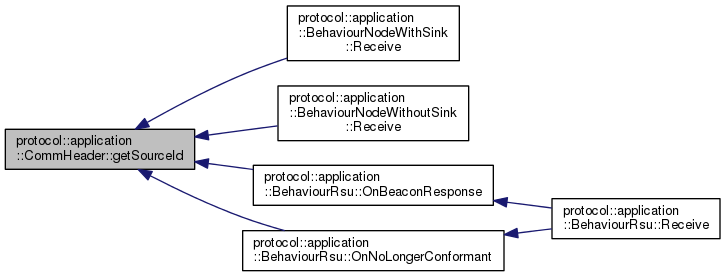 protocol::application
::BehaviourNodeWithSink
::Receive
protocol::application
::BehaviourNodeWithoutSink
::Receive
protocol::application
::CommHeader::getSourceId
protocol::application
::BehaviourRsu::OnBeaconResponse
protocol::application
::BehaviourRsu::Receive
protocol::application
::BehaviourRsu::OnNoLongerConformant